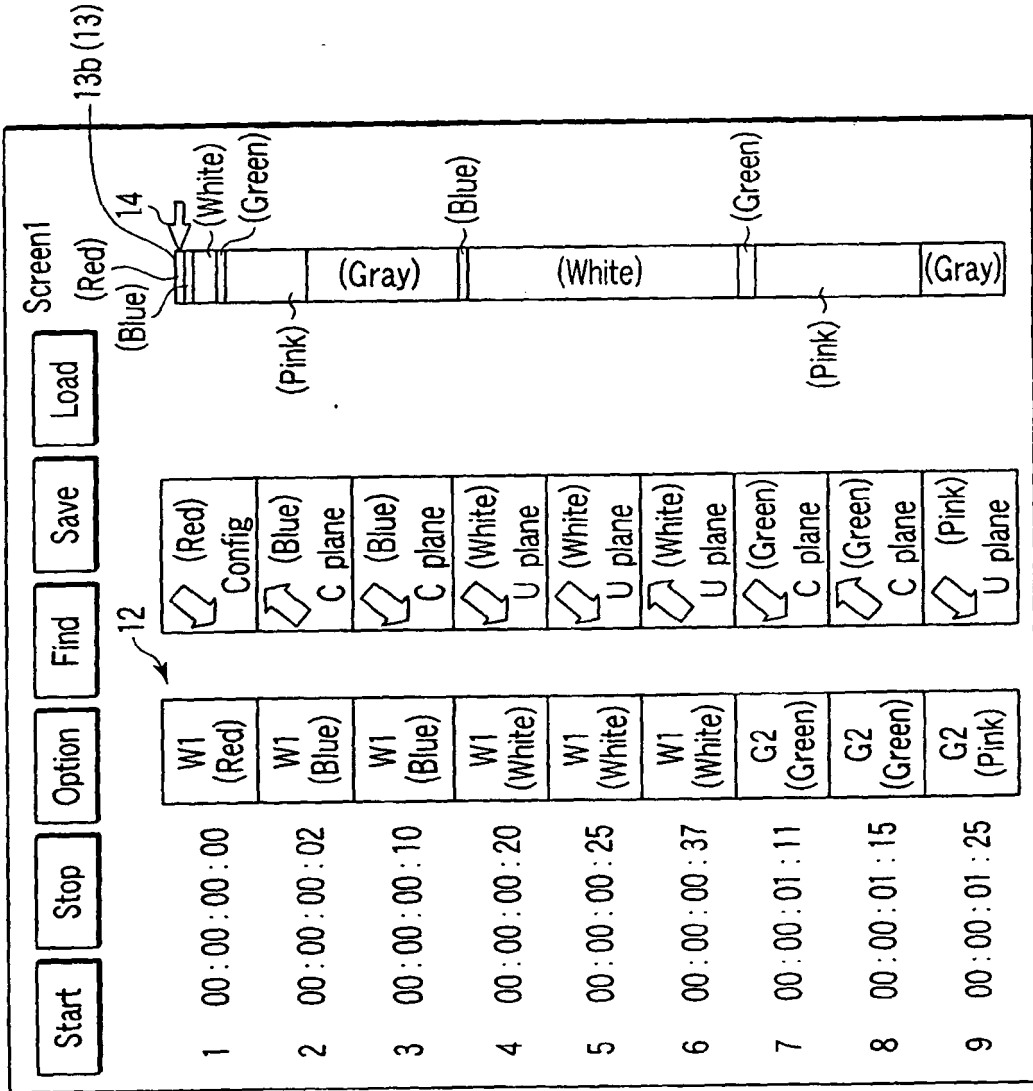 Start Stop Option Find Save Load Screen1
1 00:00:00:00 W1 (Red) (Red) Config
2 00:00:00:02 W1 (Blue) (Blue) C plane
3 00:00:00:10 W1 (Blue) (Blue) C plane
4 00:00:00:20 W1 (White) (White) U plane
5 00:00:00:25 W1 (White) (White) U plane
6 00:00:00:37 W1 (White) (White) U plane
7 00:00:01:11 G2 (Green) (Green) C plane
8 00:00:01:15 G2 (Green) (Green) C plane
9 00:00:01:25 G2 (Pink) (Pink) U plane
12
(Red)
(Blue)
13b (13)
14
(White)
(Green)
(Pink)
(Gray)
(Blue)
(White)
(Green)
(Pink)
(Gray)